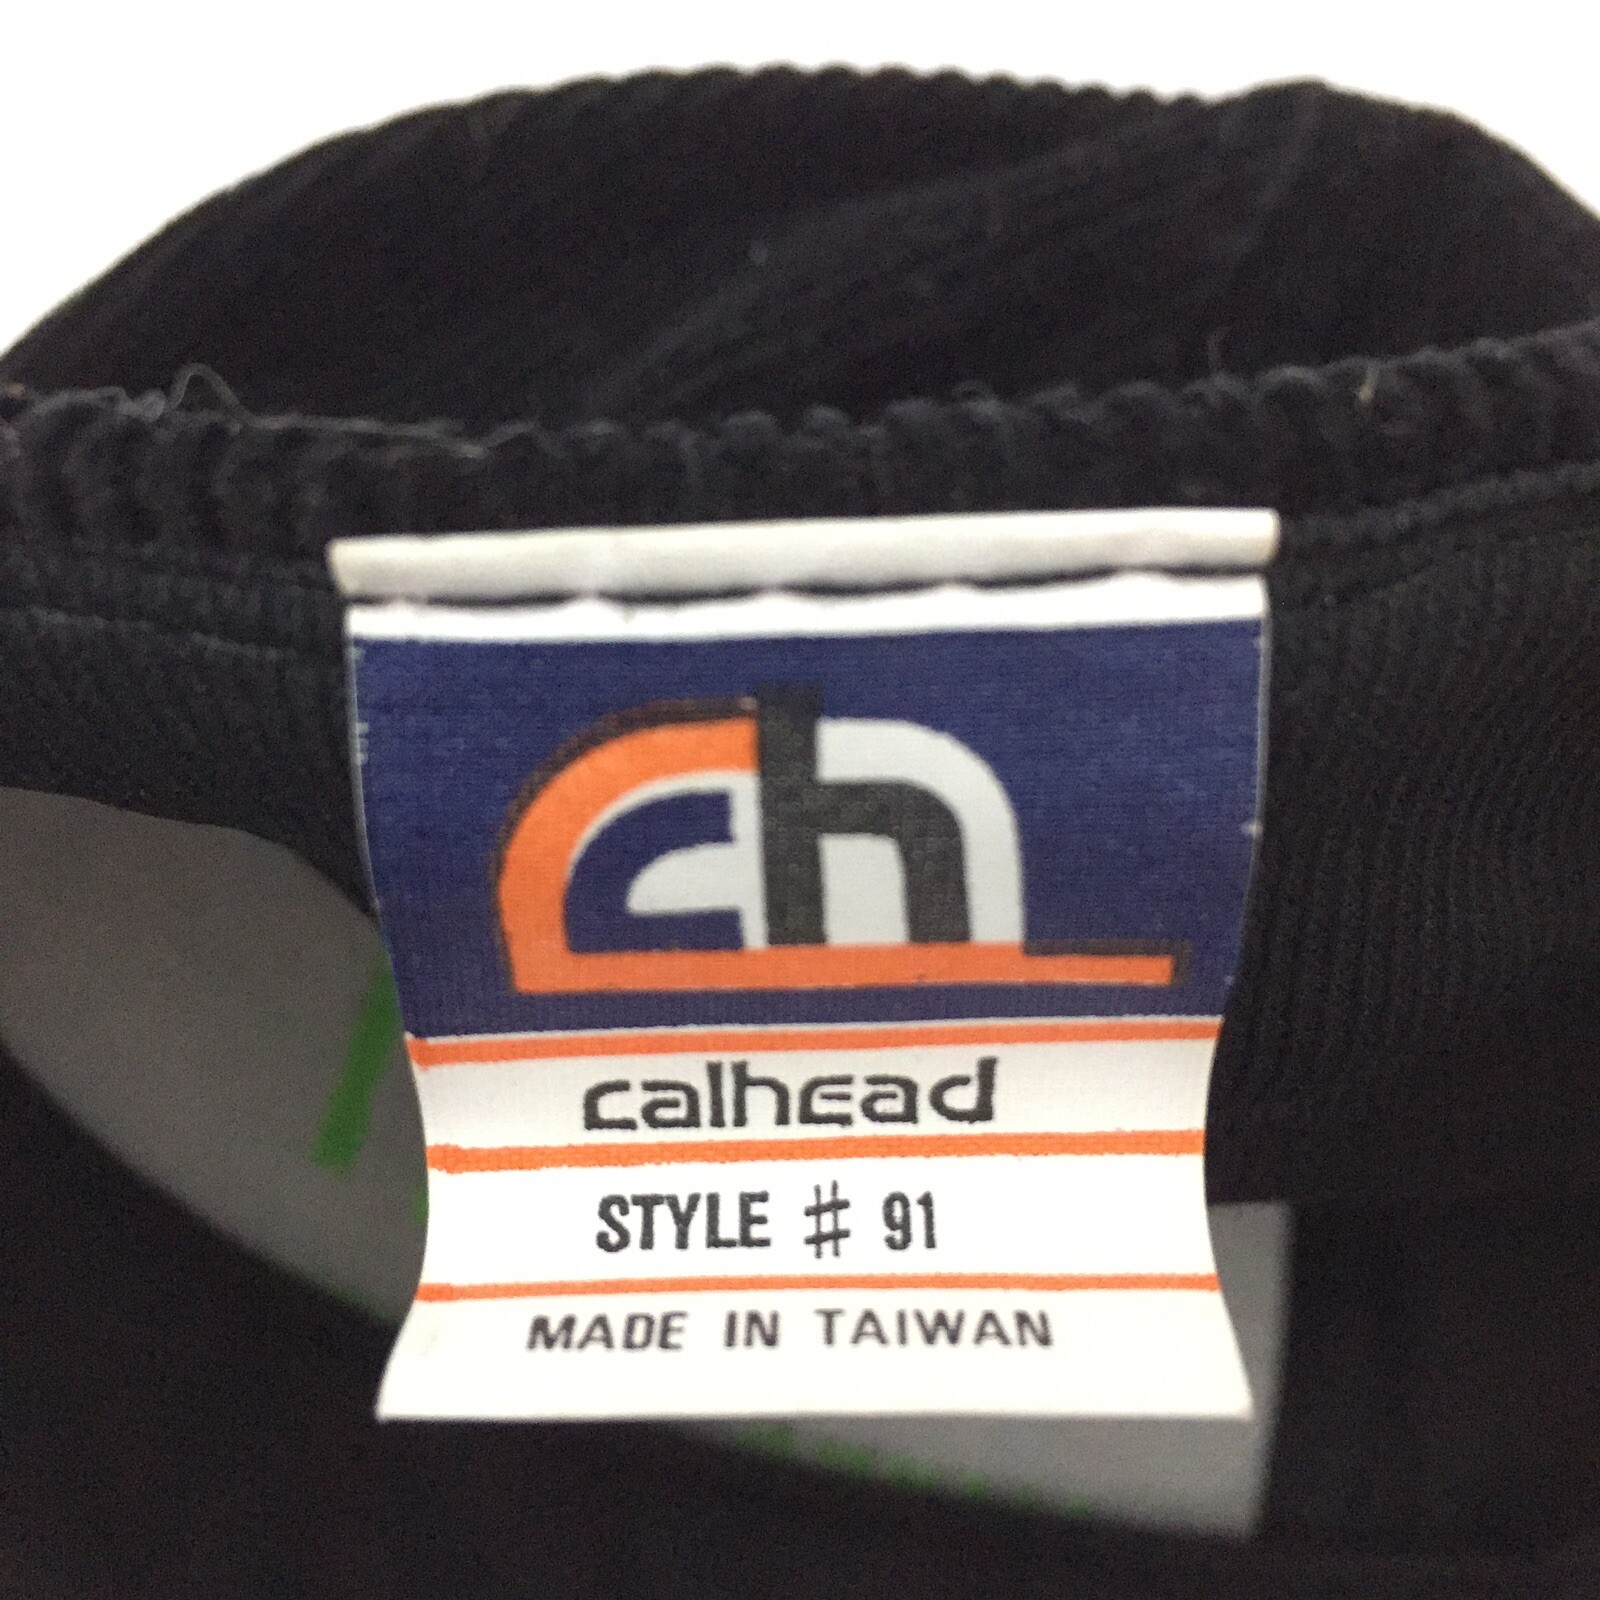 ch
calhead
STYLE # 91
MADE IN TAIWAN